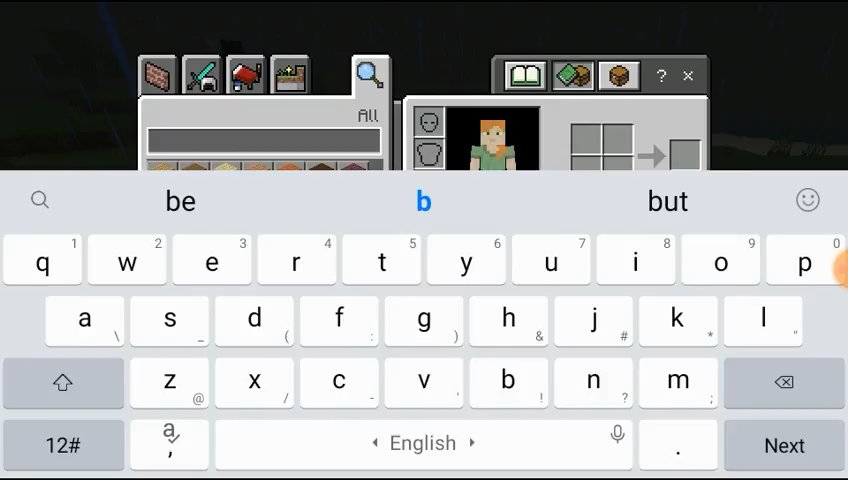 ? ×
All
be b but
q 1 w 2 e 3 r 4 t 5 y 6 u 7 i 8 o 9 p 0
a \ s _ d ( f : g ) h & j # k * l "
z @ x / c - v ' b ! n ? m ;
12# a , English . Next